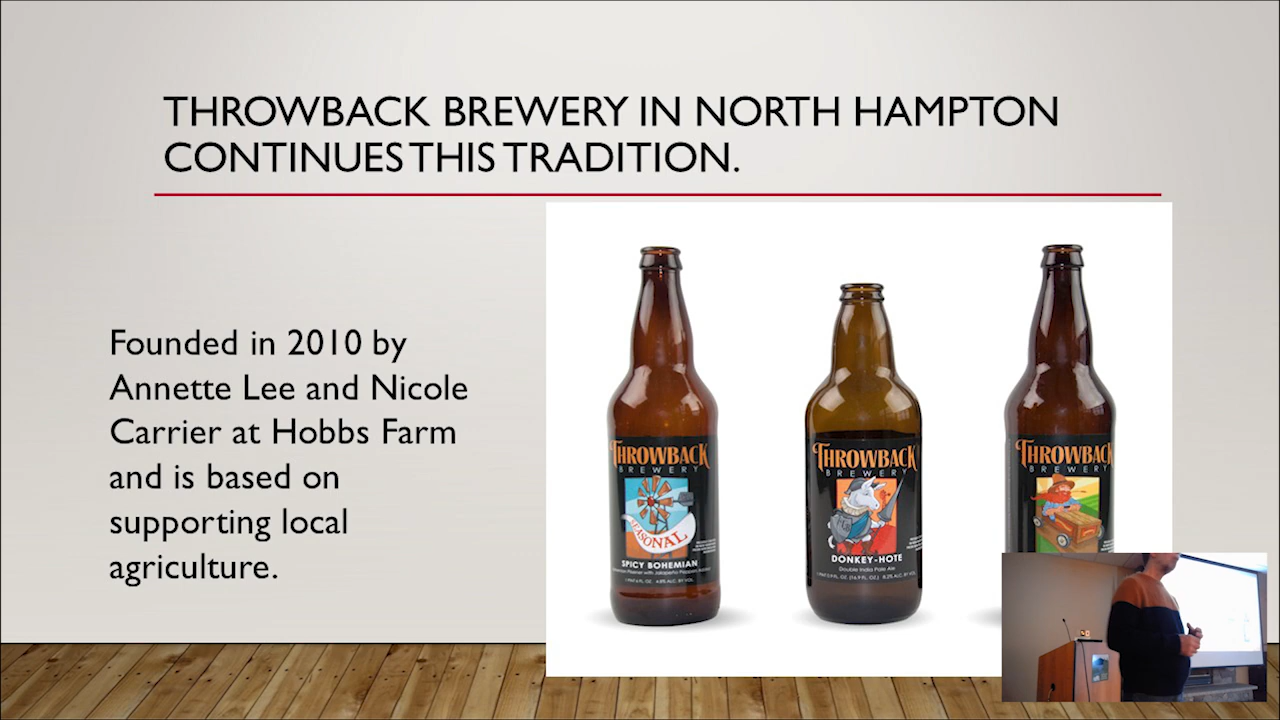 THROWBACK BREWERY IN NORTH HAMPTON
CONTINUES THIS TRADITION.
Founded in 2010 by
Annette Lee and Nicole
Carrier at Hobbs Farm
and is based on
supporting local
agriculture.
THROWBACK
BREWERY
SEASONAL
SPICY BOHEMIAN
THROWBACK
BREWERY
DONKEY-HOTE
Double India Pale Ale
THROWBACK
BREWERY